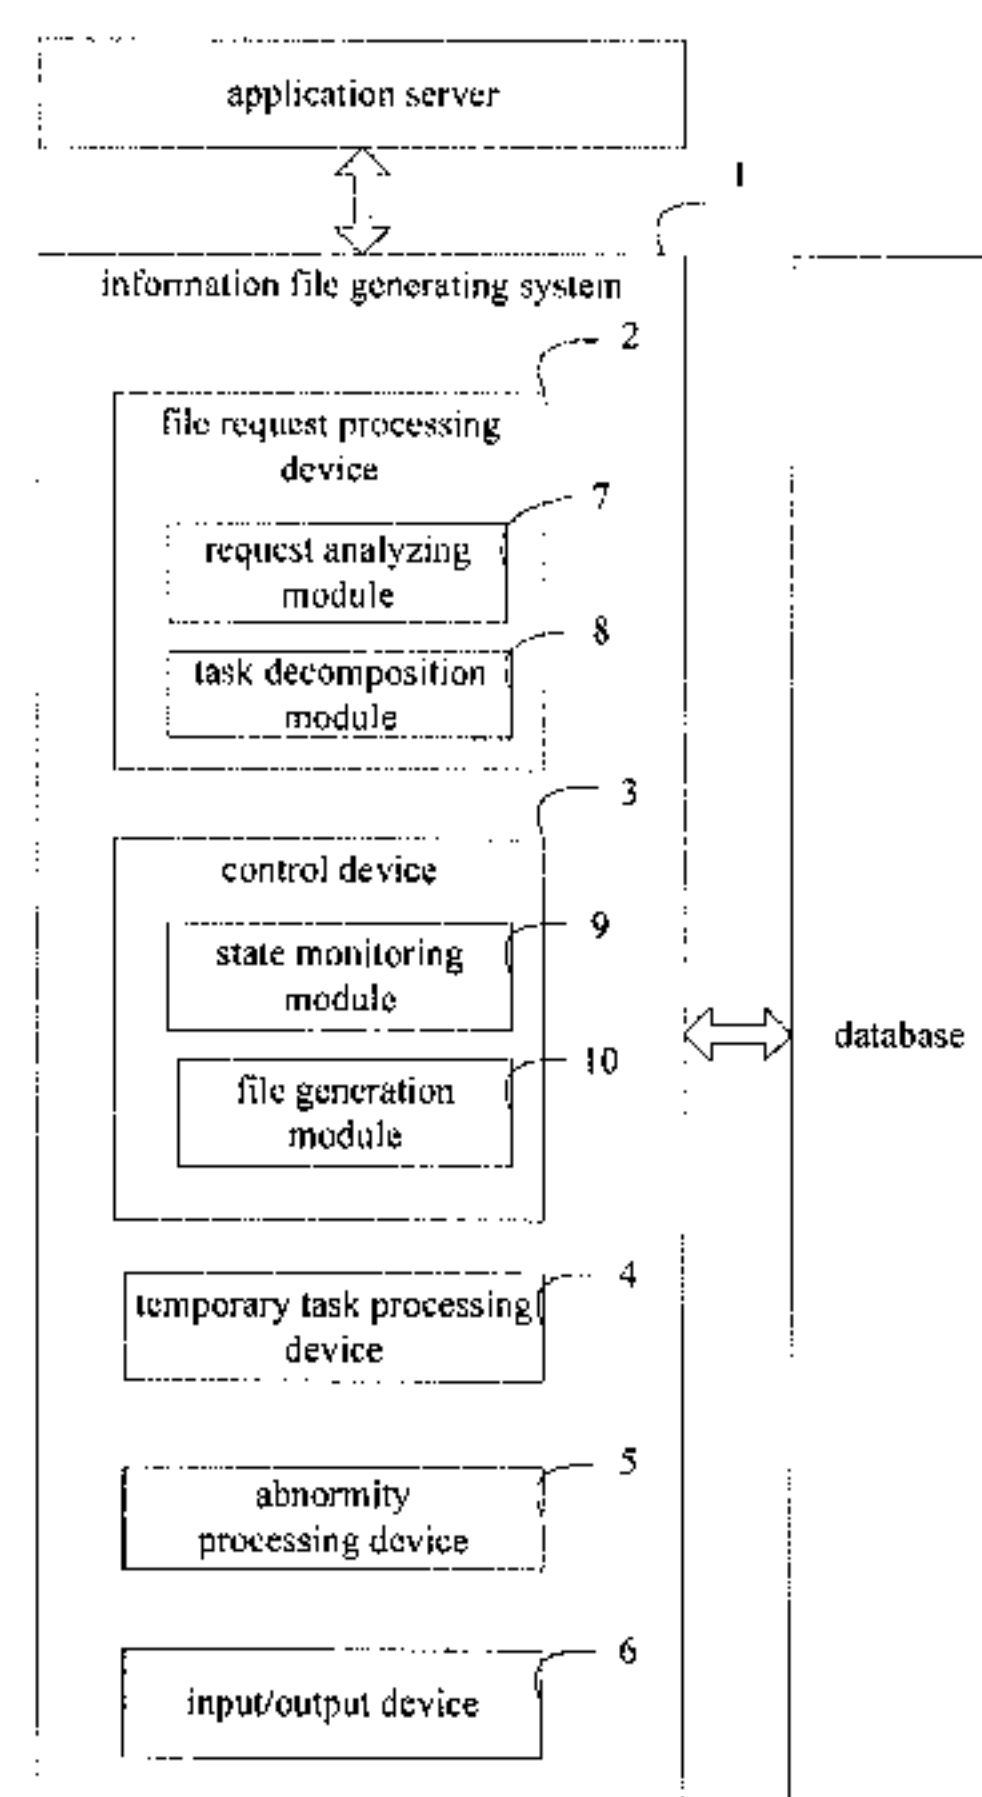 application server
1
information file generating system
2
file request processing
device
7
request analyzing
module
8
task decomposition
module
3
control device
9
state monitoring
module
database
10
file generation
module
4
temporary task processing
device
5
abnormity
processing device
6
input/output device